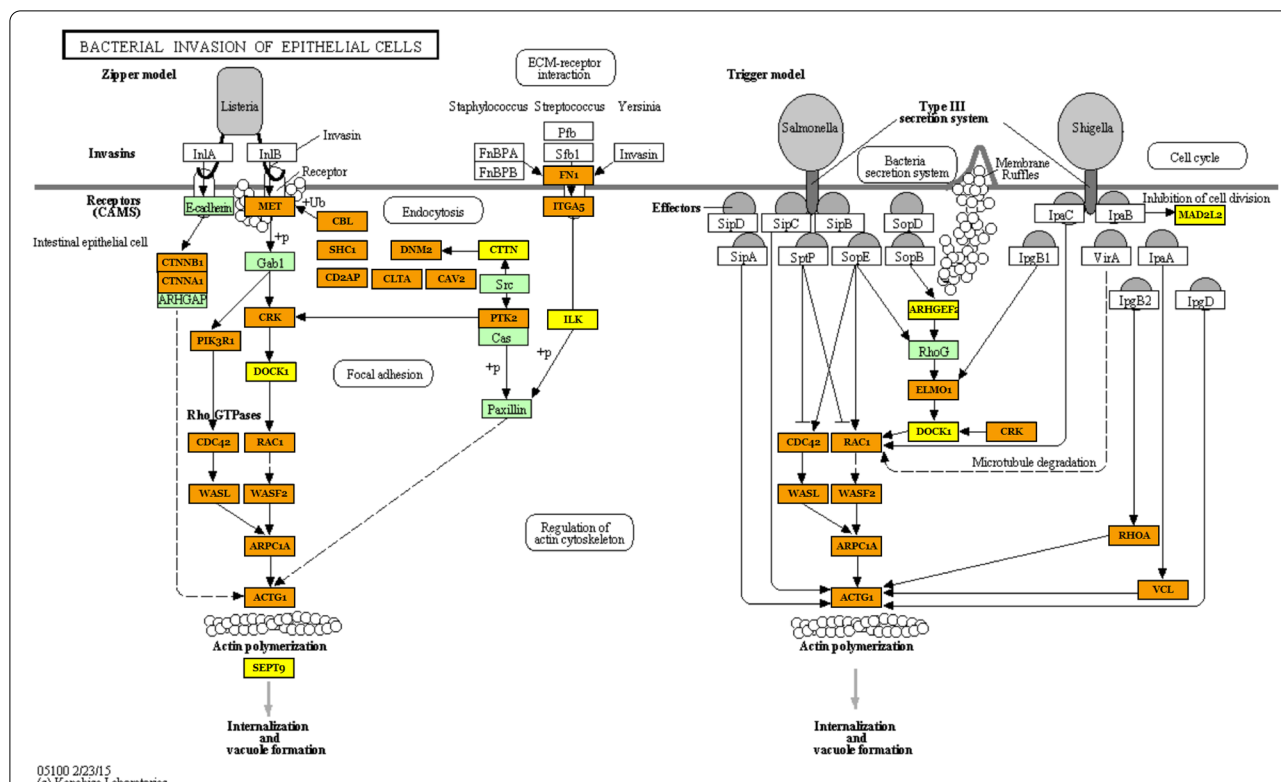 BACTERIAL INVASION OF EPITHELIAL CELLS
Zipper model
Listeria
Invasins
InlA
InlB
Invasin
Receptor
Receptors
(CAMS)
E-cadherin
MET
+Ub
CBL
Intestinal epithelial cell
CTNNB1
CTNNA1
ARHGAP
+p
Gab1
SHC1
CD2AP
CLTA
CAV2
DNM2
CTTN
Src
Endocytosis
ECM-receptor
interaction
Staphylococcus
Streptococcus
Yersinia
Pfb
FnBPA
FnBPB
Sfb1
Invasin
FN1
ITGA5
CRK
PTK2
Cas
ILK
PIK3R1
DOCK1
Focal adhesion
+p
+p
Paxillin
Rho GTPases
CDC42
RAC1
WASL
WASF2
ARPC1A
ACTG1
Actin polymerization
SEPT9
Internalization
and
vacuole formation
Regulation of
actin cytoskeleton
Trigger model
Salmonella
Type III
secretion system
Shigella
Bacteria
secretion system
Membrane
Ruffles
Cell cycle
Effectors
SipD
SipC
SipB
SopD
IpaC
IpaB
Inhibition of cell division
MAD2L2
SipA
SptP
SopE
SopB
IpgB1
VirA
IpaA
IpgB2
IpgD
ARHGEF2
RhoG
ELMO1
DOCK1
CRK
CDC42
RAC1
Microtubule degradation
WASL
WASF2
ARPC1A
RHOA
VCL
ACTG1
Actin polymerization
Internalization
and
vacuole formation
05100 2/23/15